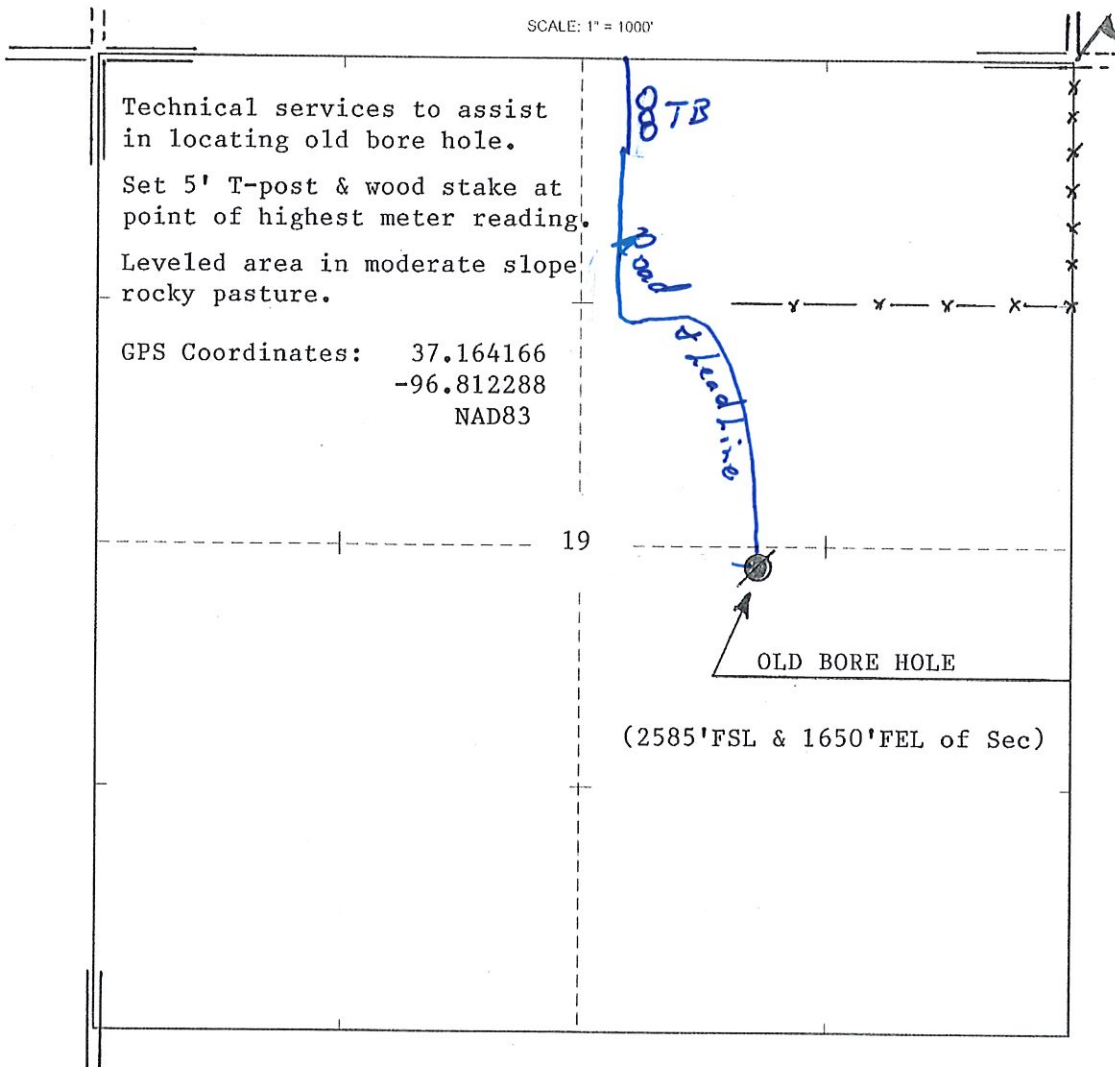 SCALE: 1" = 1000'
Technical services to assist
in locating old bore hole.
Set 5' T-post & wood stake at
point of highest meter reading.
Leveled area in moderate slope
rocky pasture.
GPS Coordinates: 37.164166
-96.812288
NAD83
TB
Road
& Lead Line
19
OLD BORE HOLE
(2585'FSL & 1650'FEL of Sec)